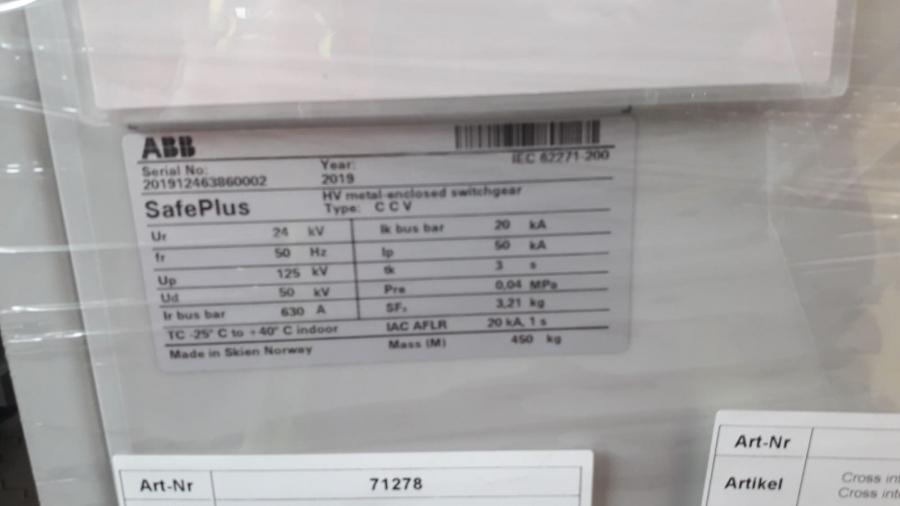 ABB
IEC 62271-200
Serial No: Year:
201912463860002 2019
HV metal-enclosed switchgear
SafePlus Type: C C V
Ur 24 kV Ik bus bar 20 kA
fr 50 Hz Ip 50 kA
Up 125 kV tk 3 s
Ud 50 kV Pre 0,04 MPa
Ir bus bar 630 A SF₆ 3,21 kg
TC -25° C to +40° C indoor IAC AFLR 20 kA, 1 s
Made in Skien Norway Mass (M) 450 kg
Art-Nr 71278
Art-Nr
Artikel Cross
Cross